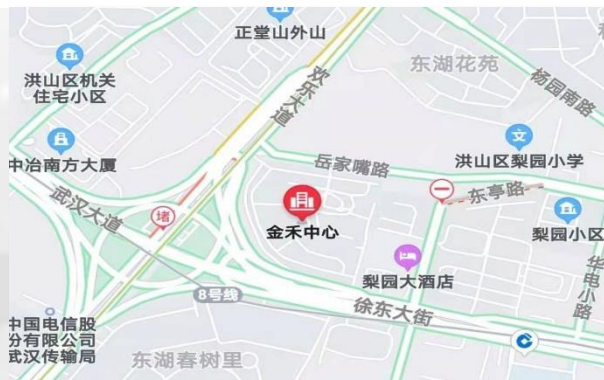 正堂山外山
洪山区机关
住宅小区
欢乐大道
东湖花苑
杨园南路
中冶南方大厦
岳家嘴路
洪山区梨园小学
武汉大道
堵
金禾中心
东亭路
梨园小区
梨园大酒店
华电小路
8号线
徐东大街
中国电信股
份有限公司
武汉传输局
东湖春树里